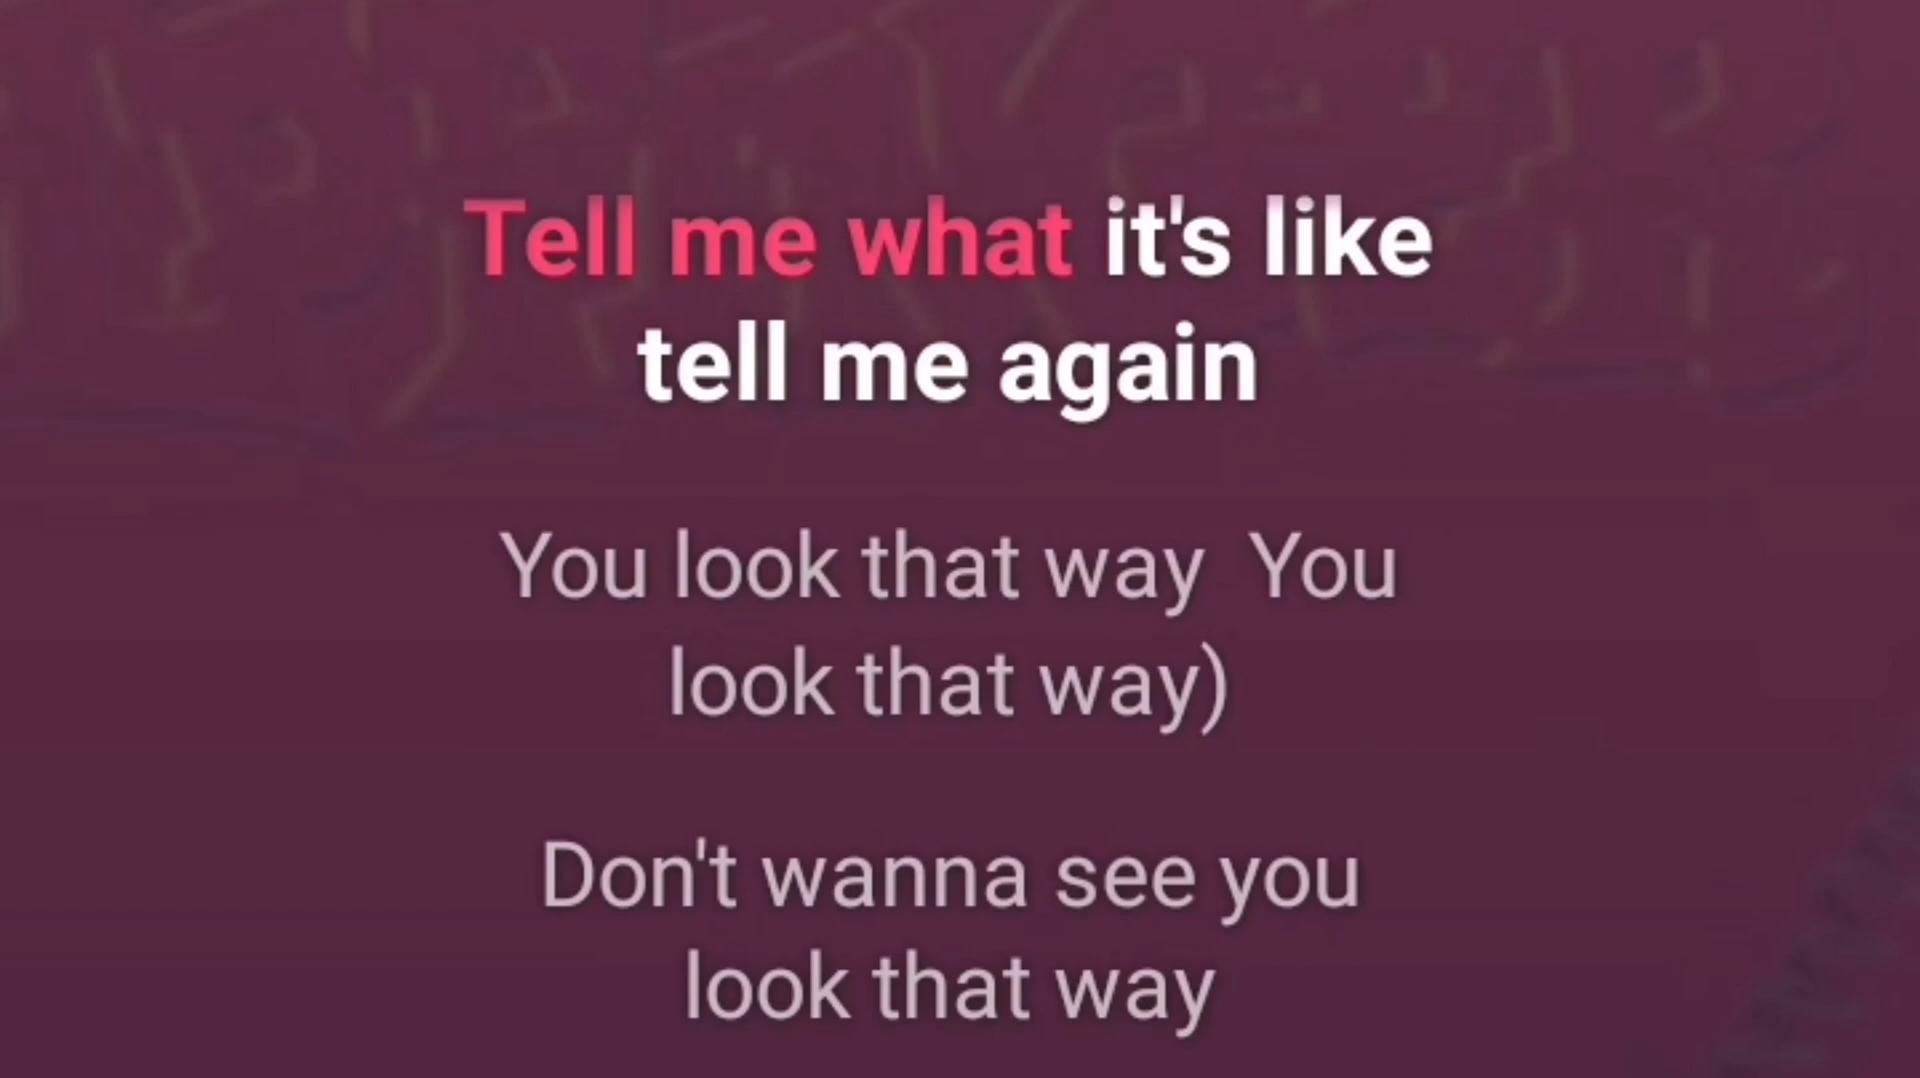 Tell me what it's like
tell me again
You look that way  You
look that way)
Don't wanna see you
look that way